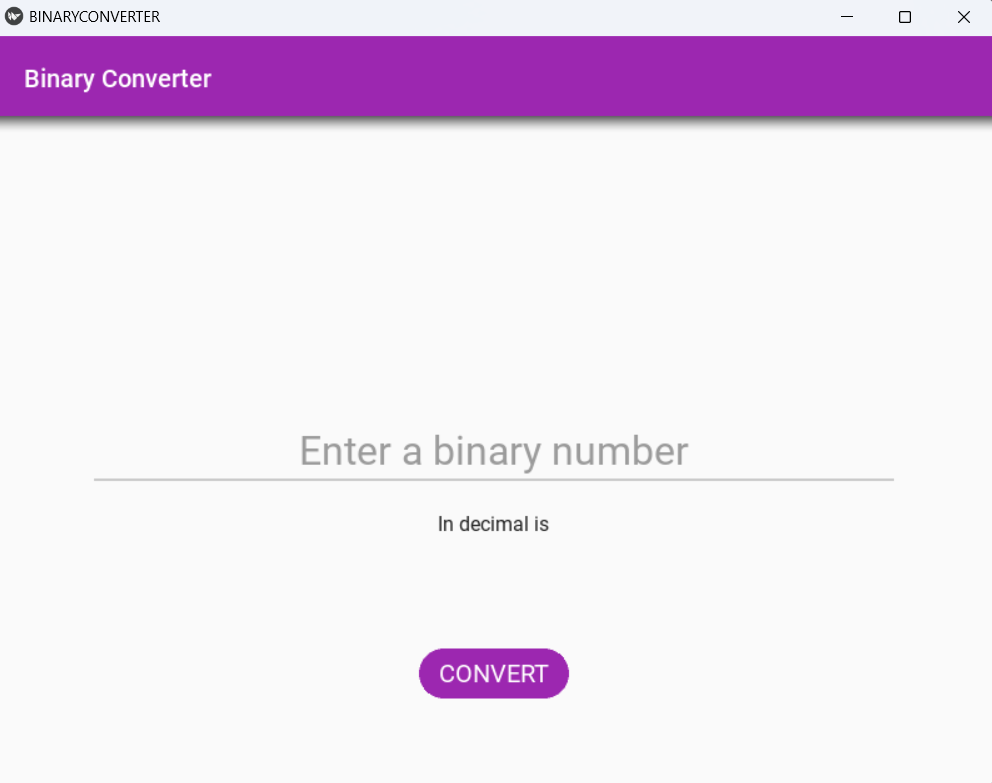 BINARYCONVERTER
Binary Converter
Enter a binary number
In decimal is
CONVERT